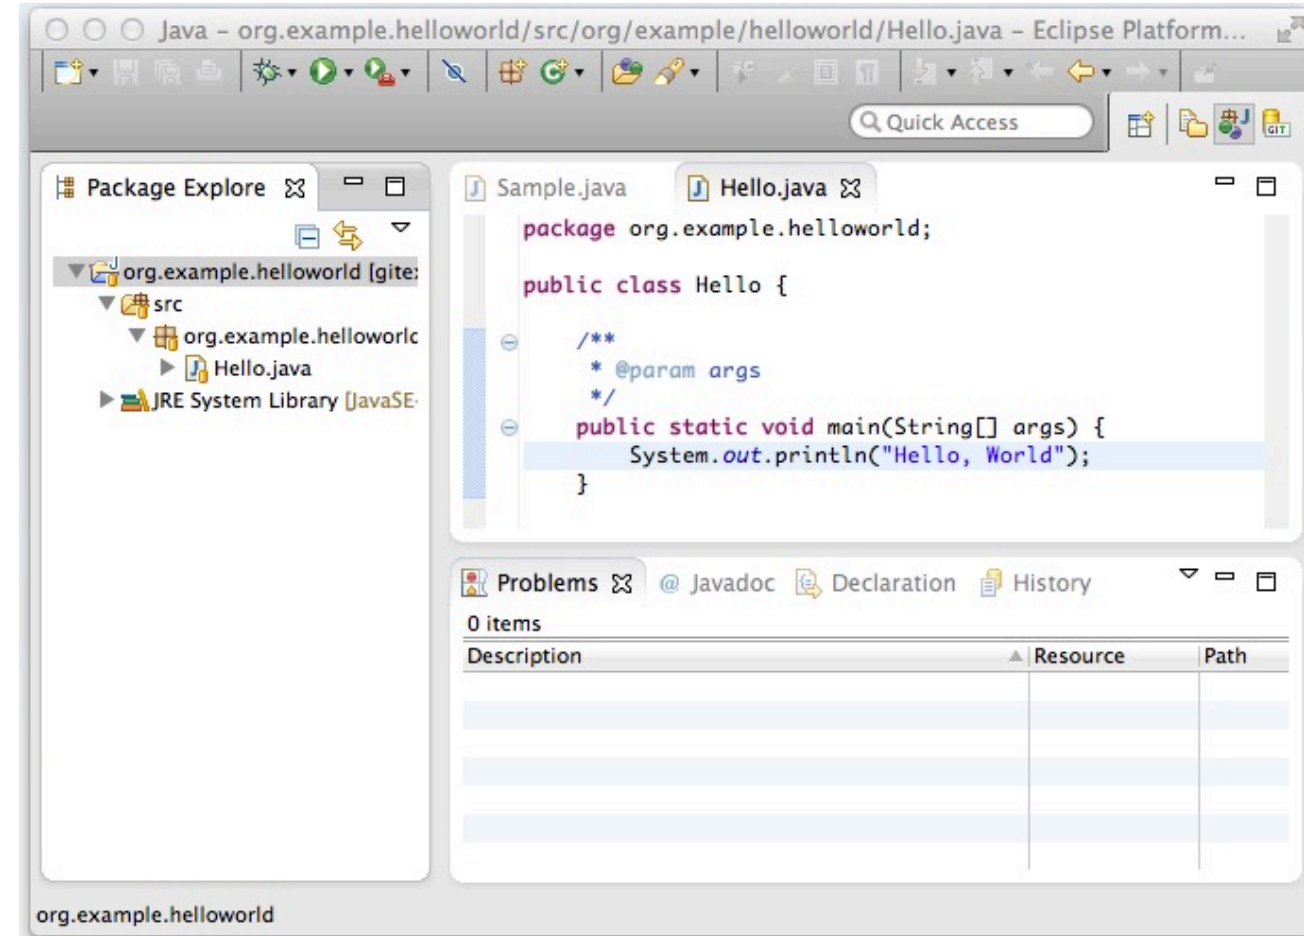 Java – org.example.helloworld/src/org/example/helloworld/Hello.java – Eclipse Platform...
Quick Access
GIT
Package Explore
org.example.helloworld [gite
src
org.example.helloworl
Hello.java
JRE System Library [JavaSE-
Sample.java Hello.java
package org.example.helloworld;
public class Hello {
/**
* @param args
*/
public static void main(String[] args) {
System.out.println("Hello, World");
}
Problems @ Javadoc Declaration History
0 items
Description Resource Path
org.example.helloworld